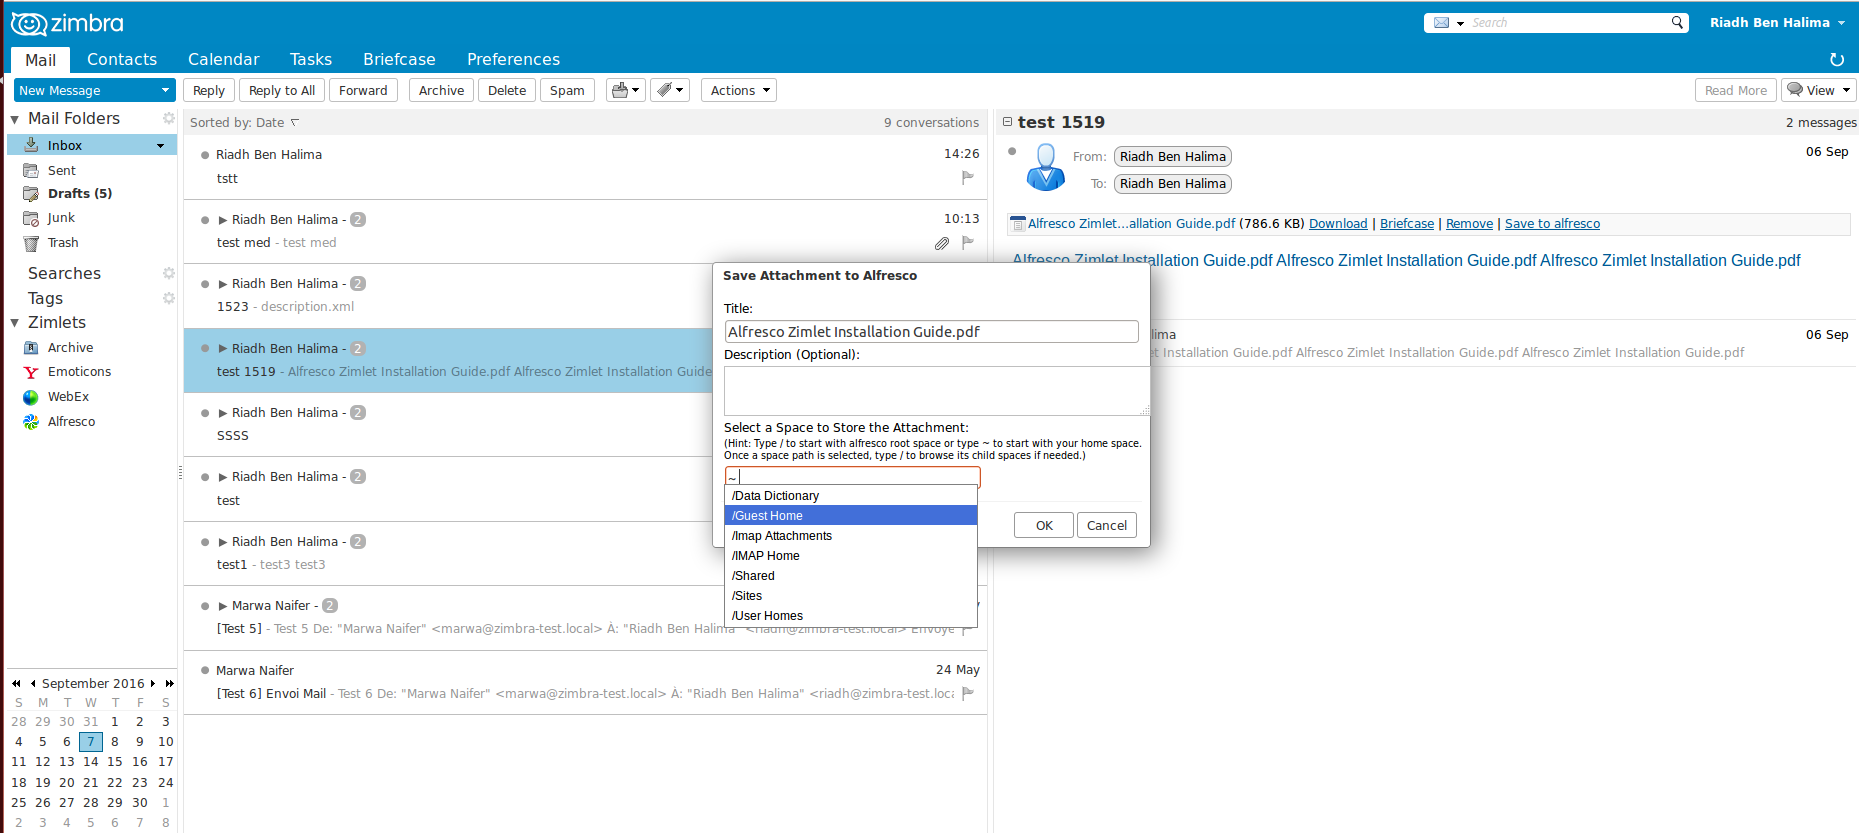 zimbra
Search
Riadh Ben Halima
Mail Contacts Calendar Tasks Briefcase Preferences
New Message
Reply Reply to All Forward Archive Delete Spam Actions
Read More View
Mail Folders
Inbox
Sent
Drafts (5)
Junk
Trash
Searches
Tags
Zimlets
Archive
Emoticons
WebEx
Alfresco
September 2016
S M T W T F S
28 29 30 31 1 2 3
4 5 6 7 8 9 10
11 12 13 14 15 16 17
18 19 20 21 22 23 24
25 26 27 28 29 30 1
2 3 4 5 6 7 8
Sorted by: Date 9 conversations
Riadh Ben Halima 14:26
tstt
Riadh Ben Halima - 2 10:13
test med - test med
Riadh Ben Halima - 2
1523 - description.xml
Riadh Ben Halima - 2
test 1519 - Alfresco Zimlet Installation Guide.pdf Alfresco Zimlet Installation Guide
Riadh Ben Halima - 2
SSSS
Riadh Ben Halima - 2
test
Riadh Ben Halima - 2
test1 - test3 test3
Marwa Naifer - 2
[Test 5] - Test 5 De: "Marwa Naifer" <marwa@zimbra-test.local> À: "Riadh Ben Halima" <riadh@zimbra-test.local> Envoye
Marwa Naifer 24 May
[Test 6] Envoi Mail - Test 6 De: "Marwa Naifer" <marwa@zimbra-test.local> À: "Riadh Ben Halima" <riadh@zimbra-test.loca
test 1519 2 messages
From: Riadh Ben Halima 06 Sep
To: Riadh Ben Halima
Alfresco Zimlet...allation Guide.pdf (786.6 KB) Download | Briefcase | Remove | Save to alfresco
Alfresco Zimlet Installation Guide.pdf Alfresco Zimlet Installation Guide.pdf Alfresco Zimlet Installation Guide.pdf
lima 06 Sep
t Installation Guide.pdf Alfresco Zimlet Installation Guide.pdf Alfresco Zimlet Installation Guide.pdf
Save Attachment to Alfresco
Title:
Alfresco Zimlet Installation Guide.pdf
Description (Optional):
Select a Space to Store the Attachment:
(Hint: Type / to start with alfresco root space or type ~ to start with your home space.
Once a space path is selected, type / to browse its child spaces if needed.)
~
/Data Dictionary
/Guest Home
/Imap Attachments
/IMAP Home
/Shared
/Sites
/User Homes
OK Cancel